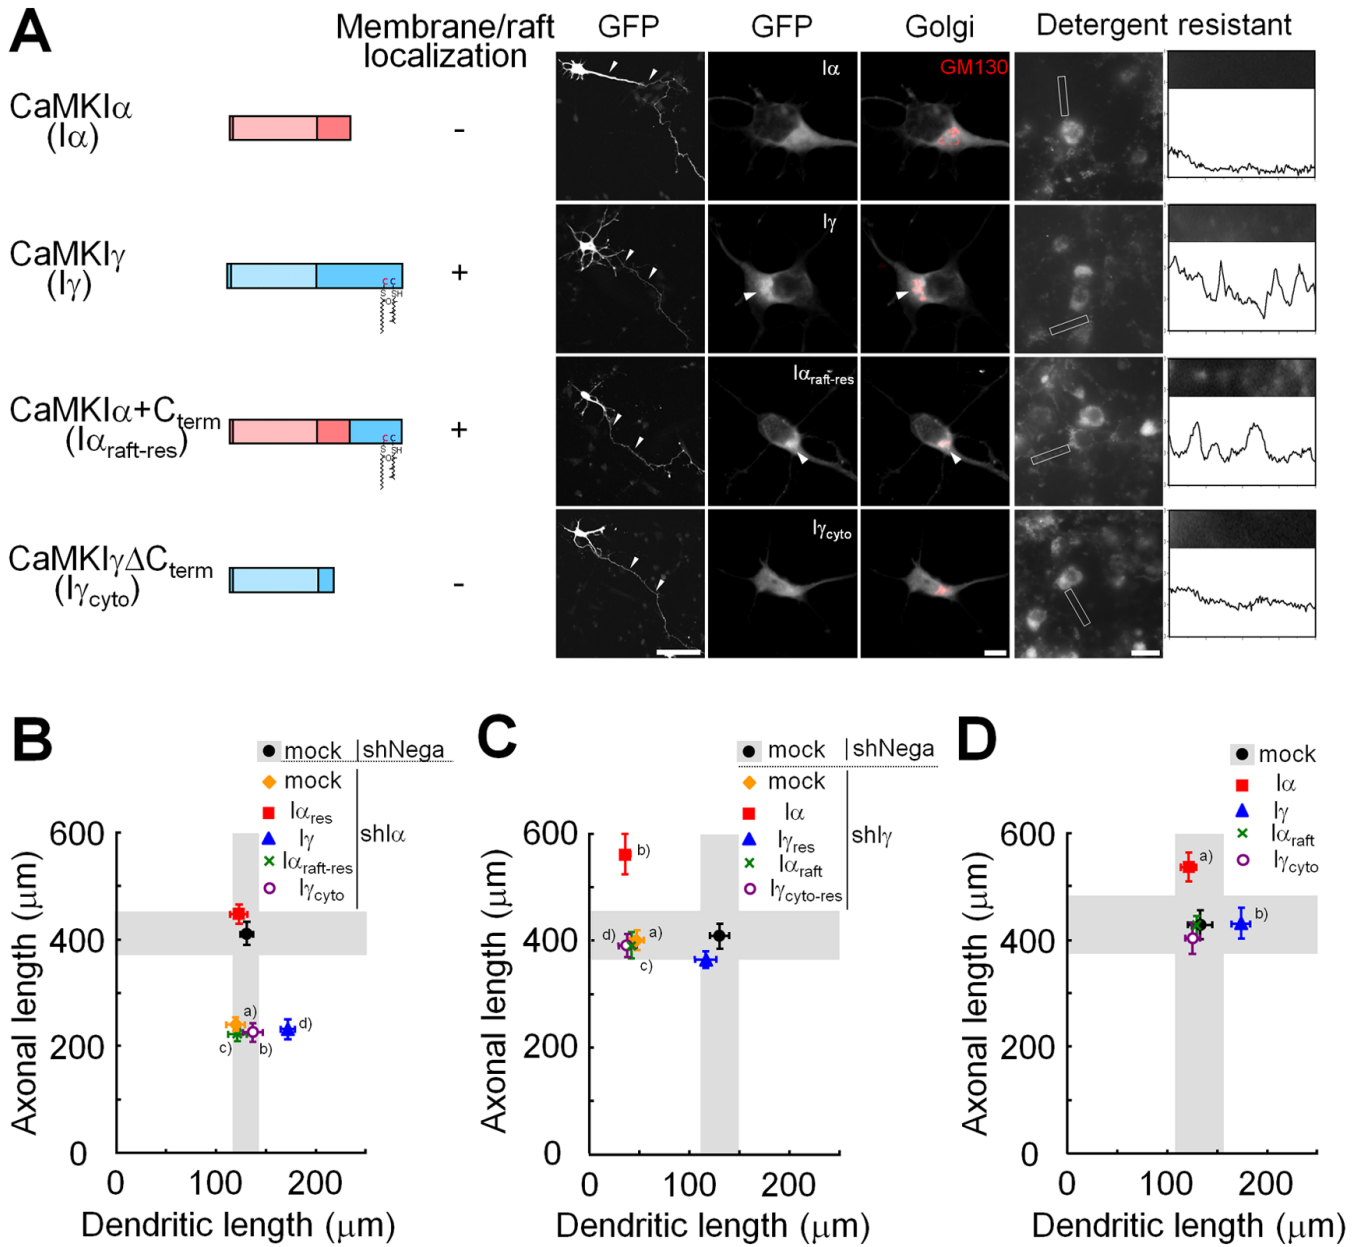 A
Membrane/raft
localization
GFP
GFP
Golgi
Detergent resistant
CaMKIα
(Iα)
-
Iα
GM130
CaMKIγ
(Iγ)
+
C C
S SH
O
Iγ
CaMKIα+Cterm
(Iαraft-res)
+
C C
S SH
O
Iαraft-res
CaMKIγΔCterm
(Iγcyto)
-
Iγcyto
B
mock shNega
mock
Iαres
Iγ
Iαraft-res
Iγcyto
shIα
Axonal length (μm)
600
400
200
0
a)
b)
c)
d)
0 100 200
Dendritic length (μm)
C
mock shNega
mock
Iα
Iγres
Iαraft
Iγcyto-res
shIγ
Axonal length (μm)
600
400
200
0
b)
d)
a)
c)
0 100 200
Dendritic length (μm)
D
mock
Iα
Iγ
Iαraft
Iγcyto
Axonal length (μm)
600
400
200
0
a)
b)
0 100 200
Dendritic length (μm)